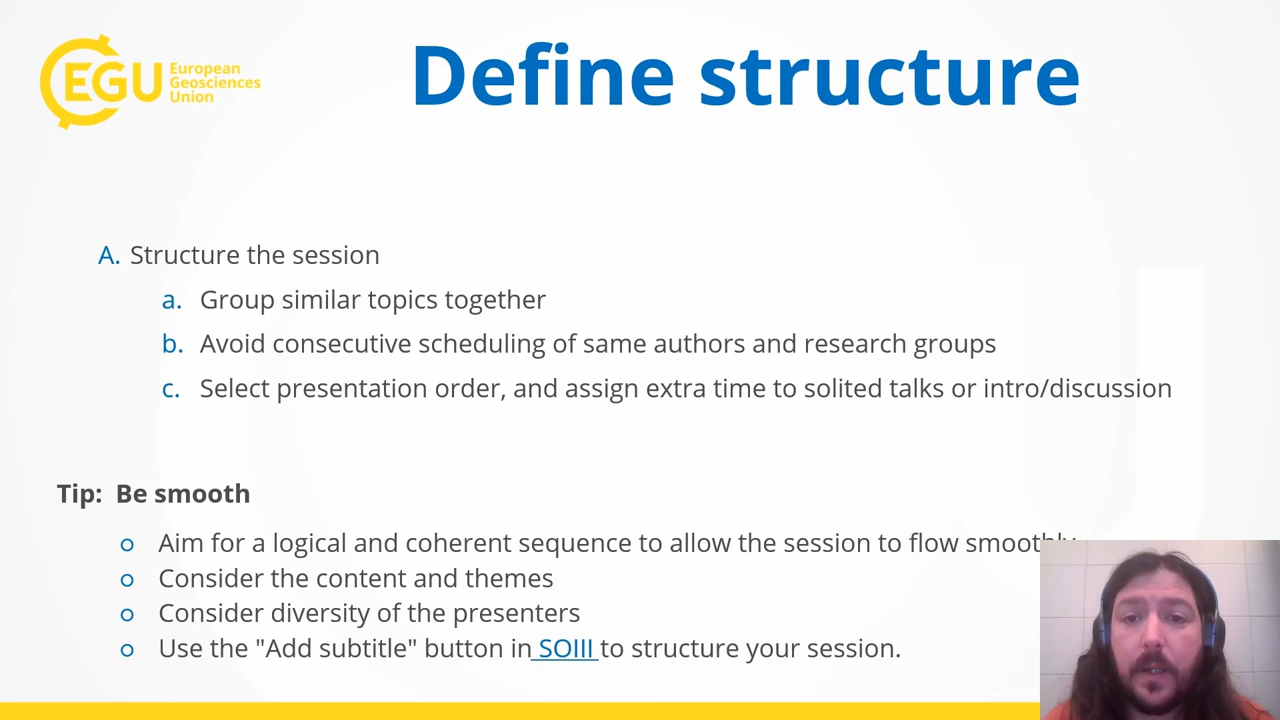 EGU
European
Geosciences
Union
Define structure
A. Structure the session
a. Group similar topics together
b. Avoid consecutive scheduling of same authors and research groups
c. Select presentation order, and assign extra time to solited talks or intro/discussion
Tip: Be smooth
Aim for a logical and coherent sequence to allow the session to flow smoothly
Consider the content and themes
Consider diversity of the presenters
Use the "Add subtitle" button in SOIII to structure your session.